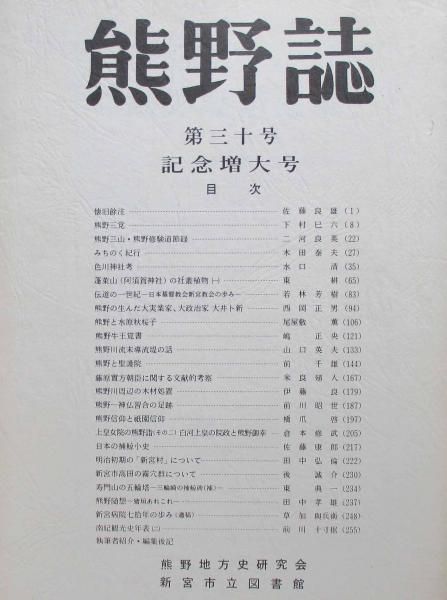 熊野誌
第三十号
記念増大号
目次
懐旧餘注 佐藤良雄 (1)
熊野三党 下村巳六 (8)
熊野三山・熊野修験道節録 二河良英 (22)
みちのく紀行 木田泰夫 (27)
色川神社考 水口清 (35)
蓬莱山(阿須賀神社)の社叢植物(一) 東耕 (65)
伝道の一世紀―日本基督教会新宮教会の歩み― 若林芳樹 (83)
熊野の生んだ大実業家、大政治家 大井卜新 西岡正男 (94)
熊野と水原秋桜子 尾屋敷薫 (106)
熊野牛王覚書 嶋正央 (121)
熊野川流末導流堤の話 山口英夫 (133)
熊野と聖護院 前千雄 (144)
藤原實方朝臣に関する文献的考察 米良靖人 (167)
熊野川周辺の木材処置 伊藤良 (179)
熊野―神仏習合の足跡 前川昭世 (187)
熊野信仰と祇園信仰 楠爪啓 (197)
上皇女院の熊野詣(その二)白河上皇の院政と熊野御幸 倉本修武 (205)
日本の捕鯨小史 佐藤康郎 (217)
明治初期の「新宮村」について 田中弘倫 (222)
新宮市高田の霧穴群について 後誠介 (230)
寿門山の五輪塔―三輪崎の捕鯨碑(補)― 東典一 (234)
熊野随想―猪垣あれこれ― 田中孝雄 (237)
新宮病院七拾年の歩み(遺稿) 草加與兵衛 (248)
南紀観光史年表(二) 前川十寸据 (255)
執筆者紹介・編集後記
熊野地方史研究会
新宮市立図書館